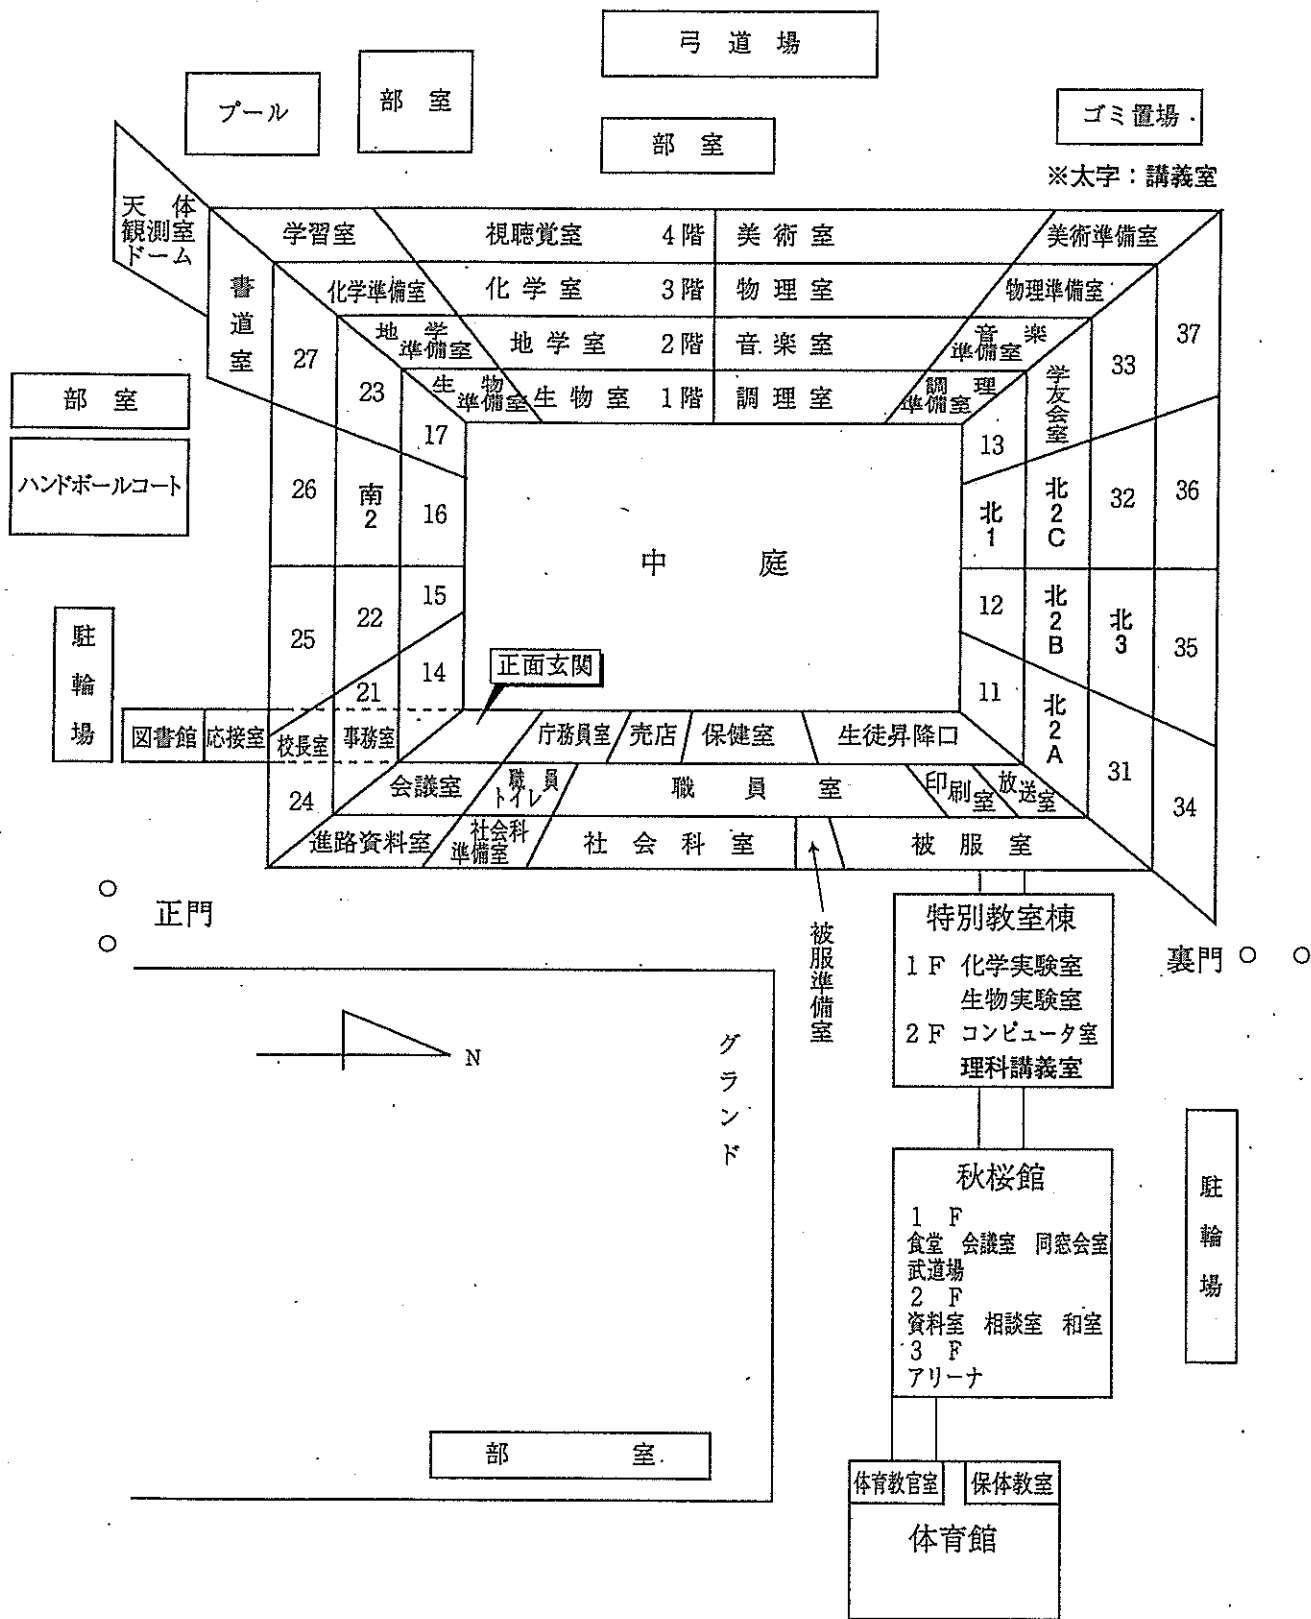 弓道場
プール
部室
部室
ゴミ置場
※太字：講義室
天体
観測室
ドーム
学習室
視聴覚室
4階
美術室
美術準備室
書道室
化学準備室
化学室
3階
物理室
物理準備室
地学
準備室
地学室
2階
音楽室
音楽
準備室
生物
準備室
生物室
1階
調理室
調理
準備室
27
23
17
学友会室
13
33
37
部室
ハンドボールコート
26
南2
16
中庭
北1
北2C
32
36
駐輪場
25
22
15
12
北2B
北3
35
21
14
正面玄関
11
北2A
図書館
応接室
校長室
事務室
庁務員室
売店
保健室
生徒昇降口
24
会議室
職員
トイレ
職員室
印刷室
放送室
31
34
進路資料室
社会科
準備室
社会科室
被服室
被服準備室
正門
裏門
特別教室棟
1F 化学実験室
生物実験室
2F コンピュータ室
理科講義室
N
グランド
秋桜館
1F
食堂 会議室 同窓会室
武道場
2F
資料室 相談室 和室
3F
アリーナ
駐輪場
部室
体育教官室
保体教室
体育館